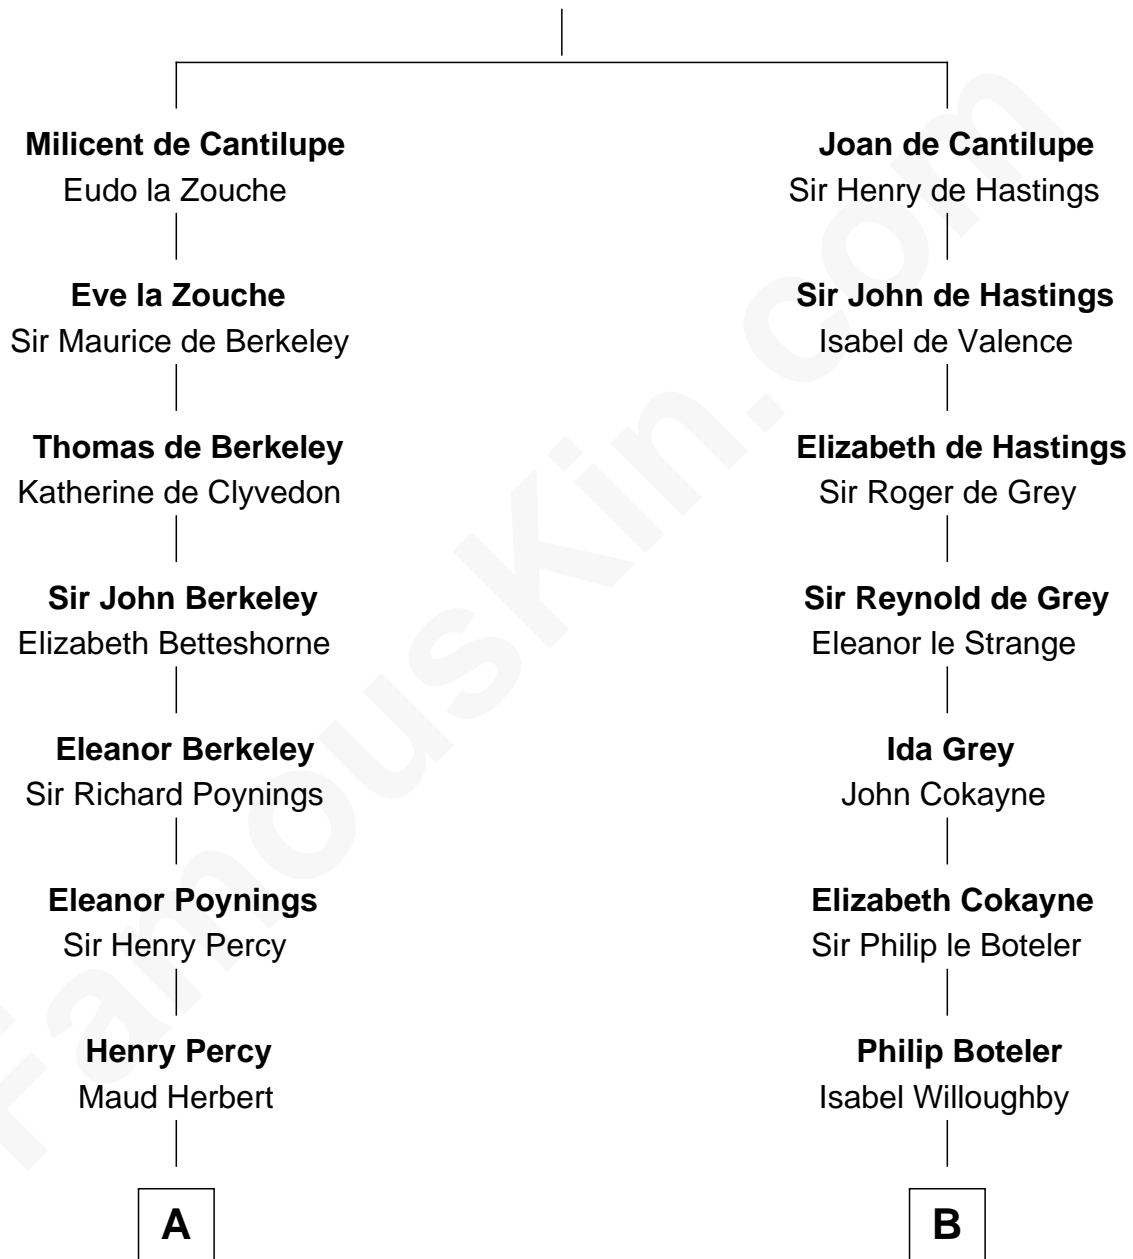 Milicent de Cantilupe
Eudo la Zouche
Eve la Zouche
Sir Maurice de Berkeley
Thomas de Berkeley
Katherine de Clyvedon
Sir John Berkeley
Elizabeth Betteshorne
Eleanor Berkeley
Sir Richard Poynings
Eleanor Poynings
Sir Henry Percy
Henry Percy
Maud Herbert
A
Joan de Cantilupe
Sir Henry de Hastings
Sir John de Hastings
Isabel de Valence
Elizabeth de Hastings
Sir Roger de Grey
Sir Reynold de Grey
Eleanor le Strange
Ida Grey
John Cokayne
Elizabeth Cokayne
Sir Philip le Boteler
Philip Boteler
Isabel Willoughby
B
FamousKin.com